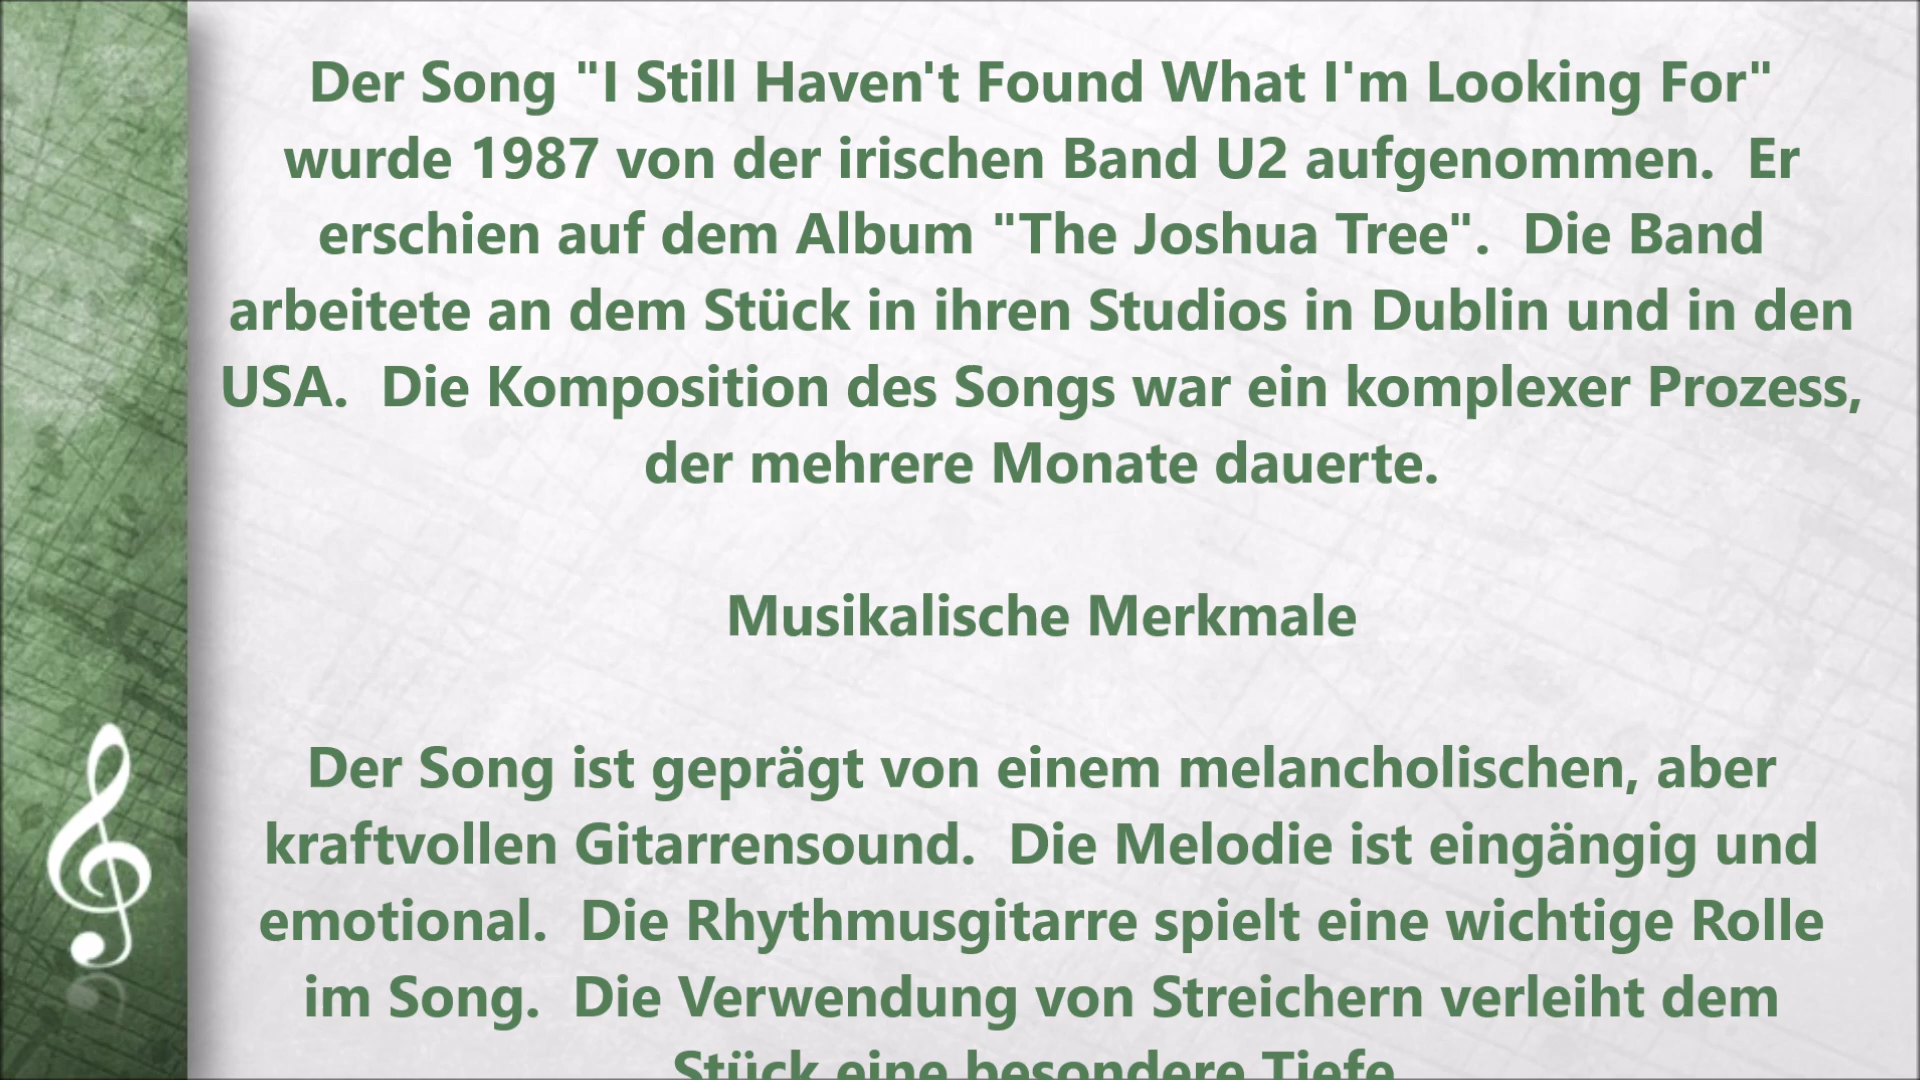 Der Song "I Still Haven't Found What I'm Looking For"
wurde 1987 von der irischen Band U2 aufgenommen.  Er
erschien auf dem Album "The Joshua Tree".  Die Band
arbeitete an dem Stück in ihren Studios in Dublin und in den
USA.  Die Komposition des Songs war ein komplexer Prozess,
der mehrere Monate dauerte.
Musikalische Merkmale
Der Song ist geprägt von einem melancholischen, aber
kraftvollen Gitarrensound.  Die Melodie ist eingängig und
emotional.  Die Rhythmusgitarre spielt eine wichtige Rolle
im Song.  Die Verwendung von Streichern verleiht dem
Stück eine besondere Tiefe